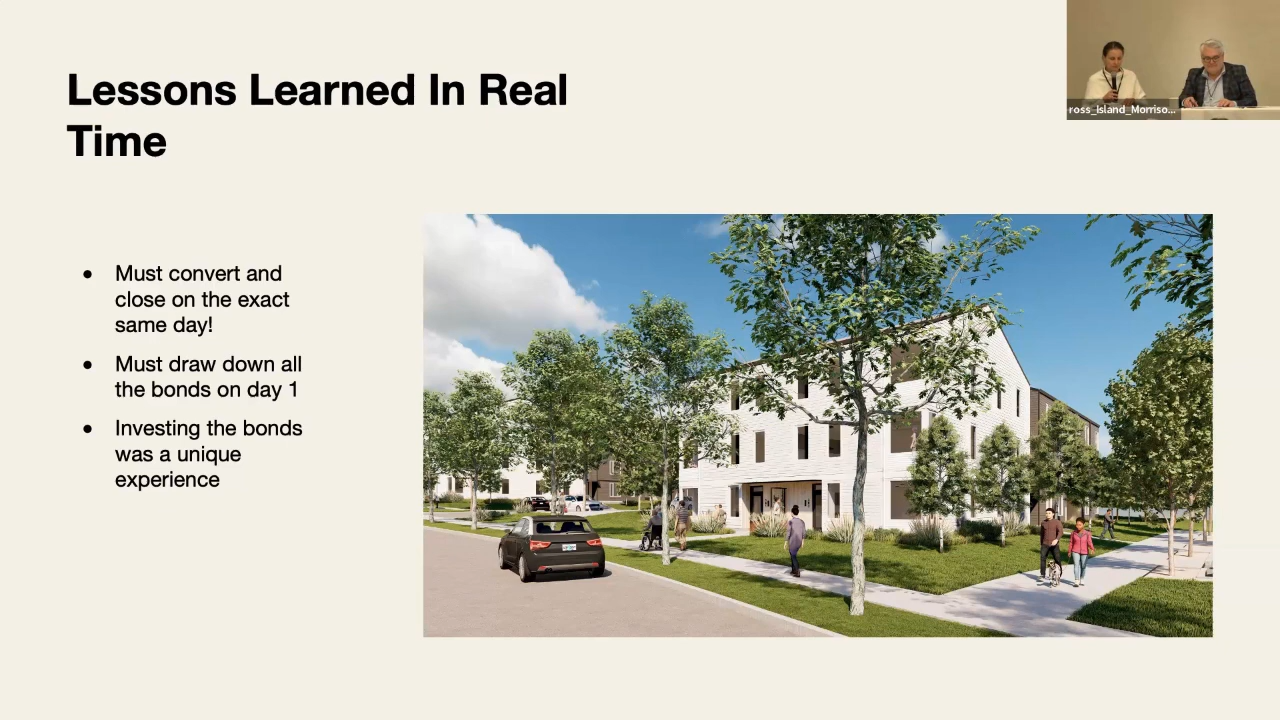 Lessons Learned In Real
Time
ross_Island_Morriso...
● Must convert and
close on the exact
same day!
● Must draw down all
the bonds on day 1
● Investing the bonds
was a unique
experience